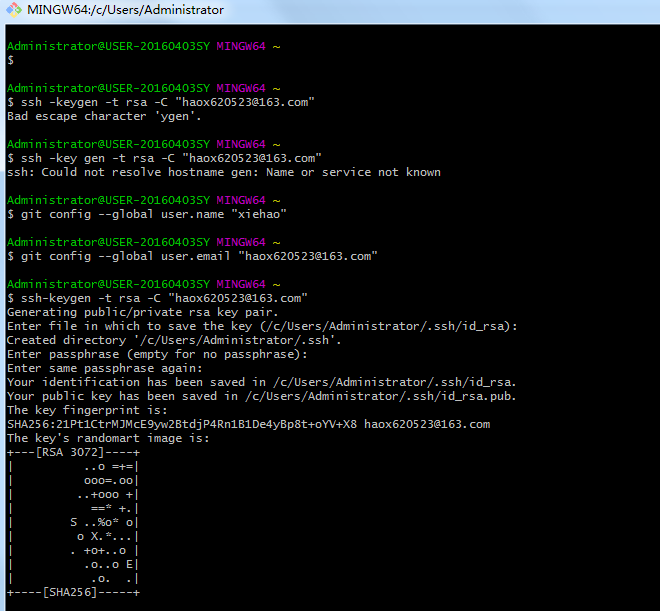 MINGW64:/c/Users/Administrator
Administrator@USER-20160403SY MINGW64 ~
$
Administrator@USER-20160403SY MINGW64 ~
$ ssh -keygen -t rsa -C "haox620523@163.com"
Bad escape character 'ygen'.
Administrator@USER-20160403SY MINGW64 ~
$ ssh -key gen -t rsa -C "haox620523@163.com"
ssh: Could not resolve hostname gen: Name or service not known
Administrator@USER-20160403SY MINGW64 ~
$ git config --global user.name "xiehao"
Administrator@USER-20160403SY MINGW64 ~
$ git config --global user.email "haox620523@163.com"
Administrator@USER-20160403SY MINGW64 ~
$ ssh-keygen -t rsa -C "haox620523@163.com"
Generating public/private rsa key pair.
Enter file in which to save the key (/c/Users/Administrator/.ssh/id_rsa):
Created directory '/c/Users/Administrator/.ssh'.
Enter passphrase (empty for no passphrase):
Enter same passphrase again:
Your identification has been saved in /c/Users/Administrator/.ssh/id_rsa.
Your public key has been saved in /c/Users/Administrator/.ssh/id_rsa.pub.
The key fingerprint is:
SHA256:21Pt1CtrMJMcE9yw2BtdjP4Rn1B1De4yBp8t+oYV+X8 haox620523@163.com
The key's randomart image is:
+---[RSA 3072]----+
|          ..o =+=|
|          ooo=.oo|
|         ..+ooo +|
|           ==* +.|
|        S ..%o* o|
|         o X.*...|
|        . +o+..o |
|          .o..o E|
|           .o.  .|
+----[SHA256]-----+